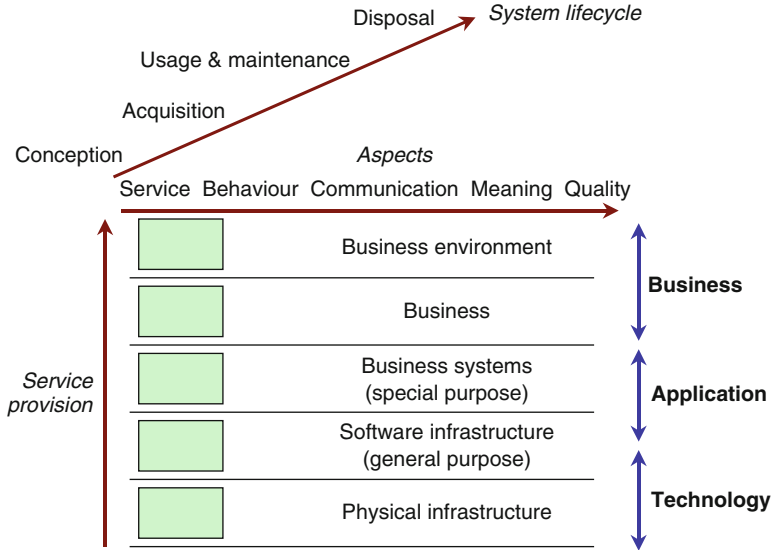 Disposal
System lifecycle
Usage & maintenance
Acquisition
Conception
Aspects
Service Behaviour Communication Meaning Quality
Business environment
Business
Business
Business systems
(special purpose)
Service
provision
Application
Software infrastructure
(general purpose)
Physical infrastructure
Technology